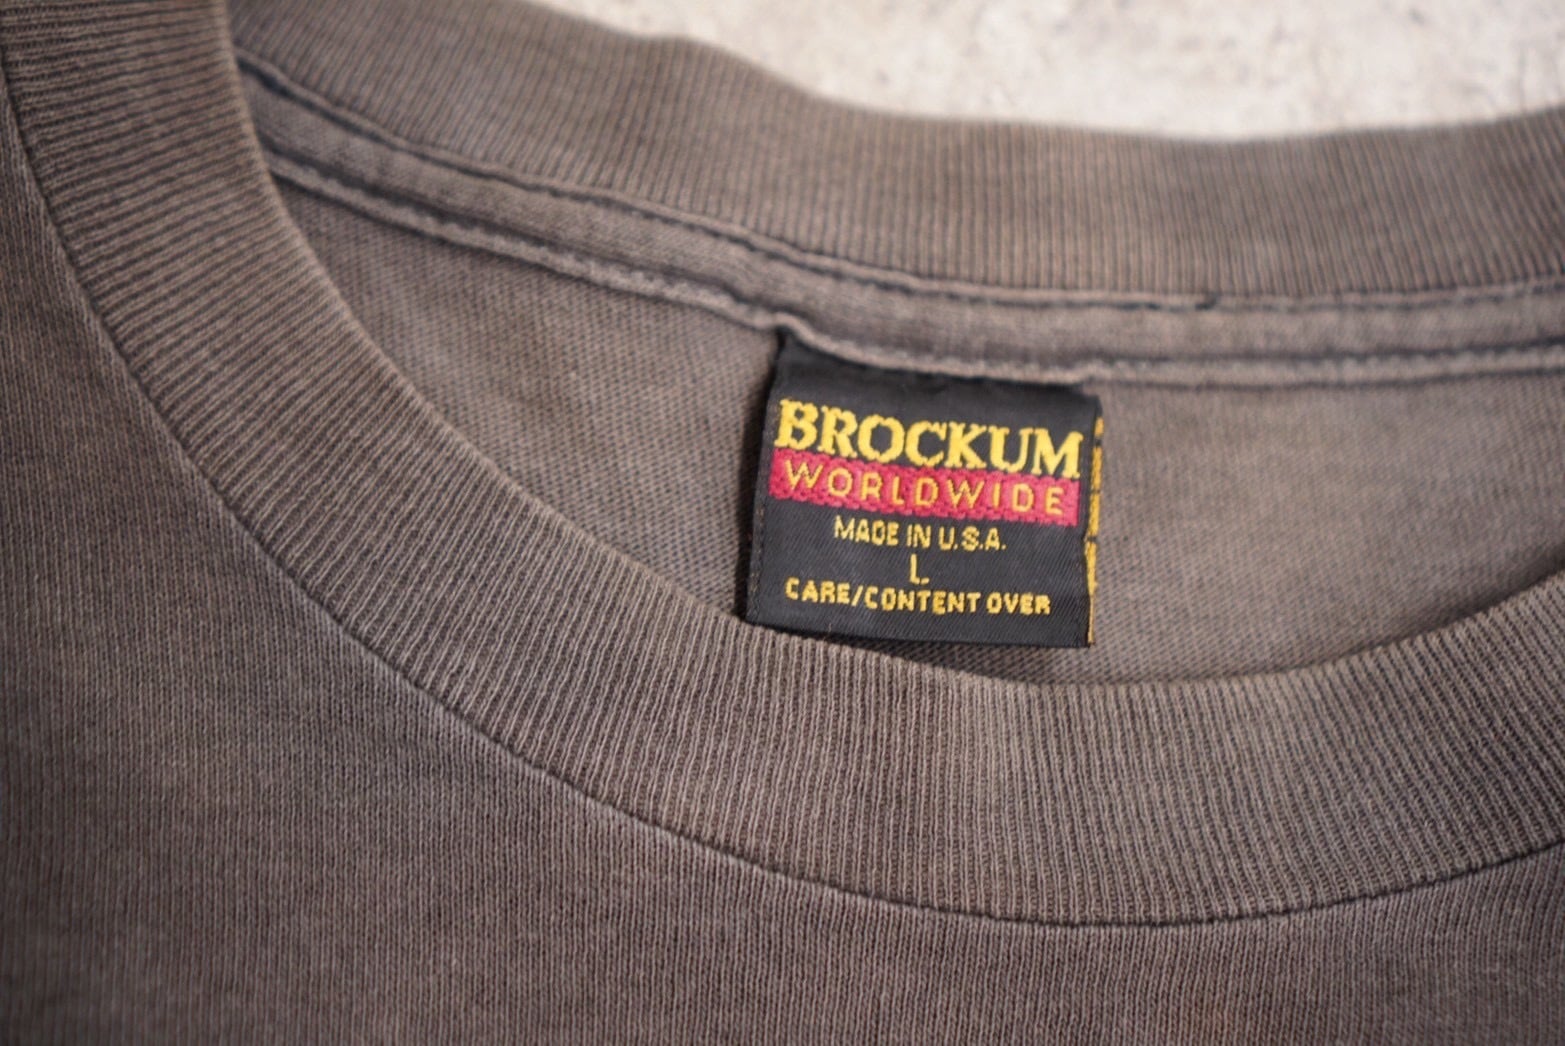 BROCKUM
WORLDWIDE
MADE IN U.S.A.
L
CARE/CONTENT OVER